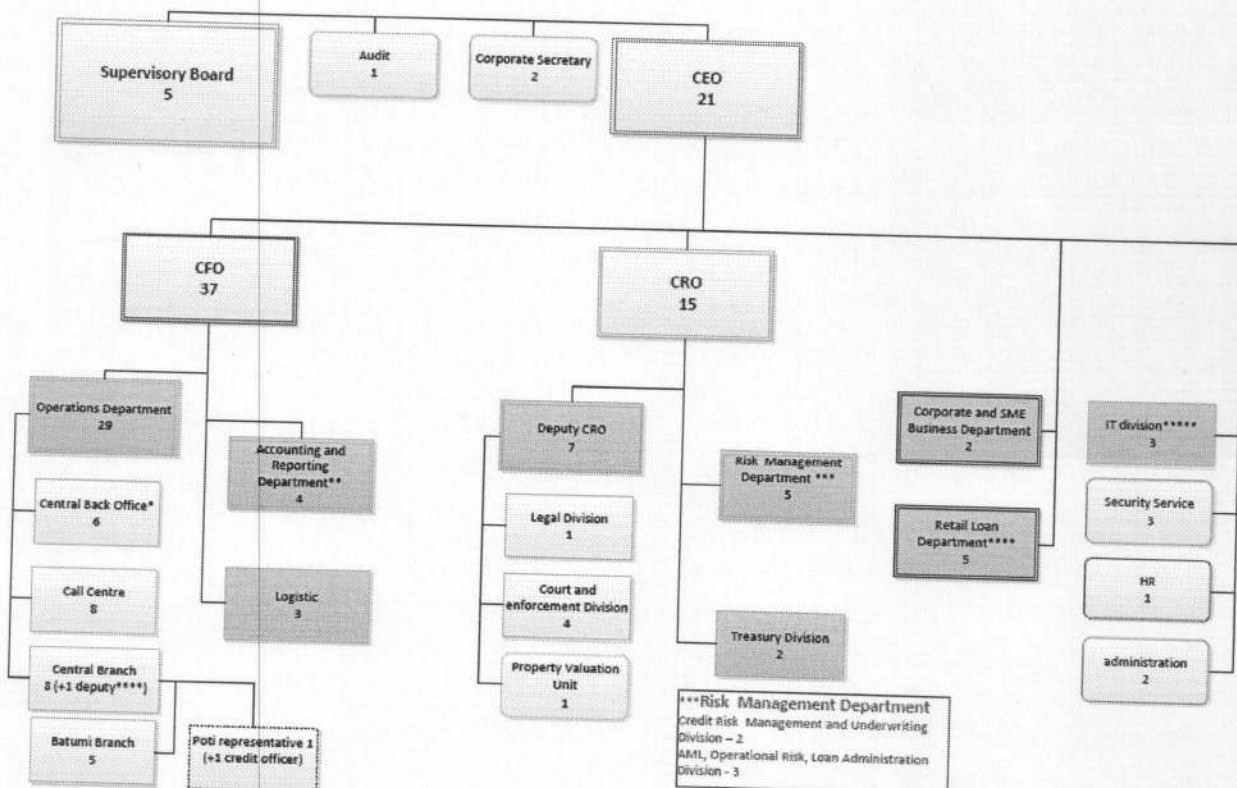 Supervisory Board
5
Audit
1
Corporate Secretary
2
CEO
21
CFO
37
CRO
15
Operations Department
29
Accounting and
Reporting
Department**
4
Central Back Office*
6
Call Centre
8
Logistic
3
Central Branch
8 (+1 deputy****)
Batumi Branch
5
Poti representative 1
(+1 credit officer)
Deputy CRO
7
Legal Division
1
Court and
enforcement Division
4
Property Valuation
Unit
1
Risk Management
Department ***
5
Treasury Division
2
***Risk Management Department
Credit Risk Management and Underwriting
Division – 2
AML, Operational Risk, Loan Administration
Division - 3
Corporate and SME
Business Department
2
Retail Loan
Department****
5
IT division*****
3
Security Service
3
HR
1
administration
2